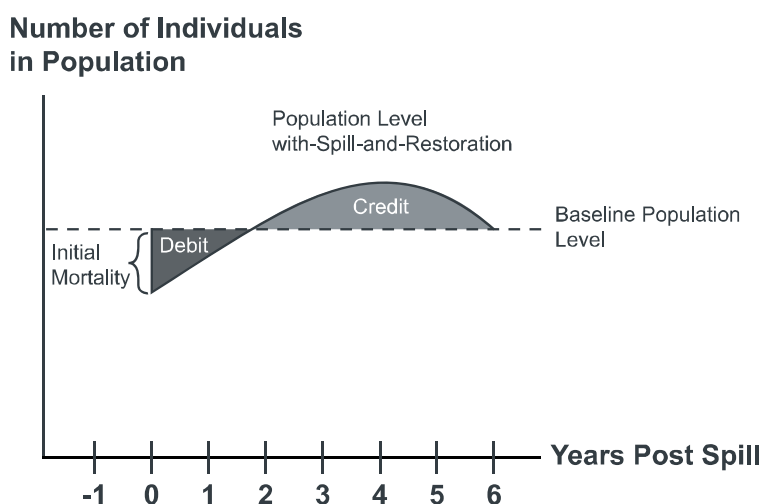 Number of Individuals
in Population
Population Level
with-Spill-and-Restoration
Credit
Baseline Population
Level
Debit
Initial
Mortality
Years Post Spill
-1 0 1 2 3 4 5 6